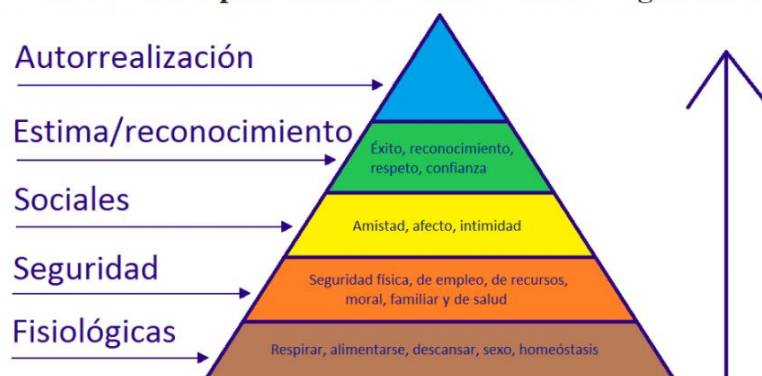 Autorrealización
Estima/reconocimiento
Éxito, reconocimiento,
respeto, confianza
Sociales
Amistad, afecto, intimidad
Seguridad
Seguridad física, de empleo, de recursos,
moral, familiar y de salud
Fisiológicas
Respirar, alimentarse, descansar, sexo, homeóstasis